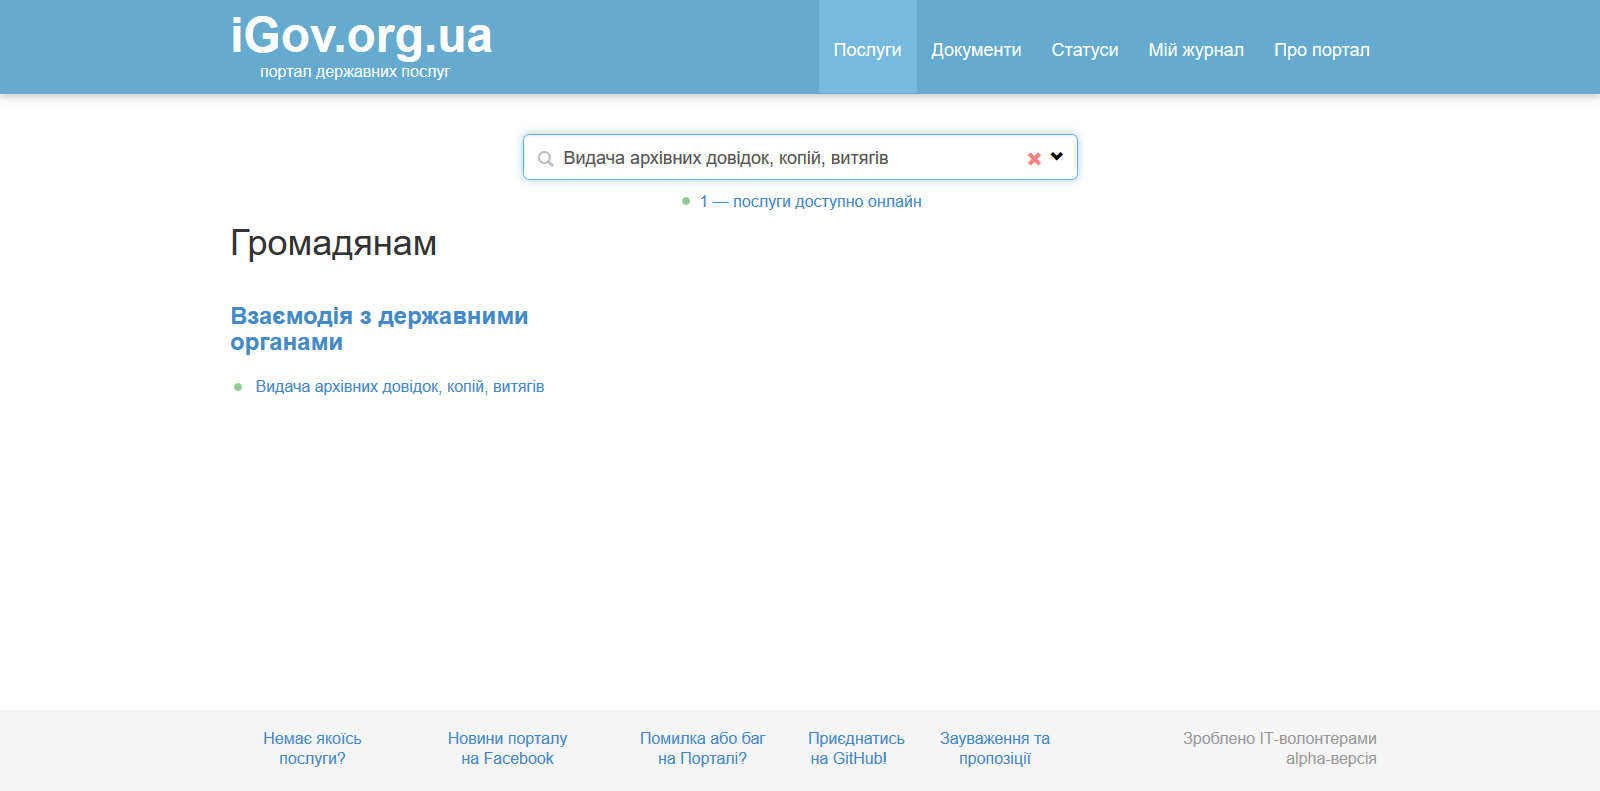 iGov.org.ua
портал державних послуг
Послуги
Документи
Статуси
Мій журнал
Про портал
Видача архівних довідок, копій, витягів
1 — послуги доступно онлайн
Громадянам
Взаємодія з державними
органами
Видача архівних довідок, копій, витягів
Немає якоїсь
послуги?
Новини порталу
на Facebook
Помилка або баг
на Порталі?
Приєднатись
на GitHub!
Зауваження та
пропозиції
Зроблено ІТ-волонтерами
alpha-версія